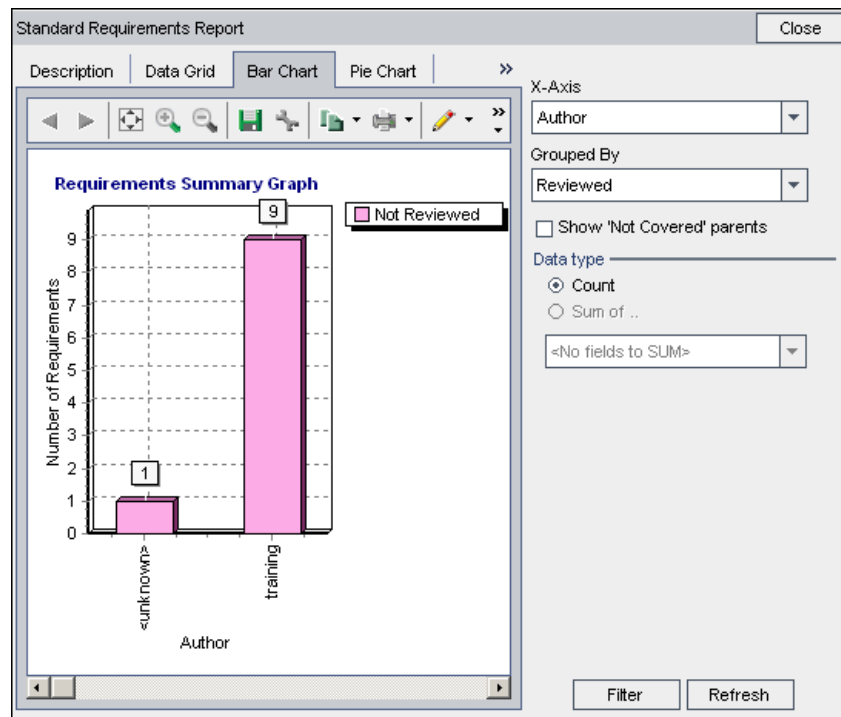 Standard Requirements Report
Close
Description
Data Grid
Bar Chart
Pie Chart
»
Requirements Summary Graph
Not Reviewed
9
1
Number of Requirements
9
8
7
6
5
4
3
2
1
0
<unknown>
training
Author
X-Axis
Author
Grouped By
Reviewed
Show 'Not Covered' parents
Data type
Count
Sum of ..
<No fields to SUM>
Filter
Refresh